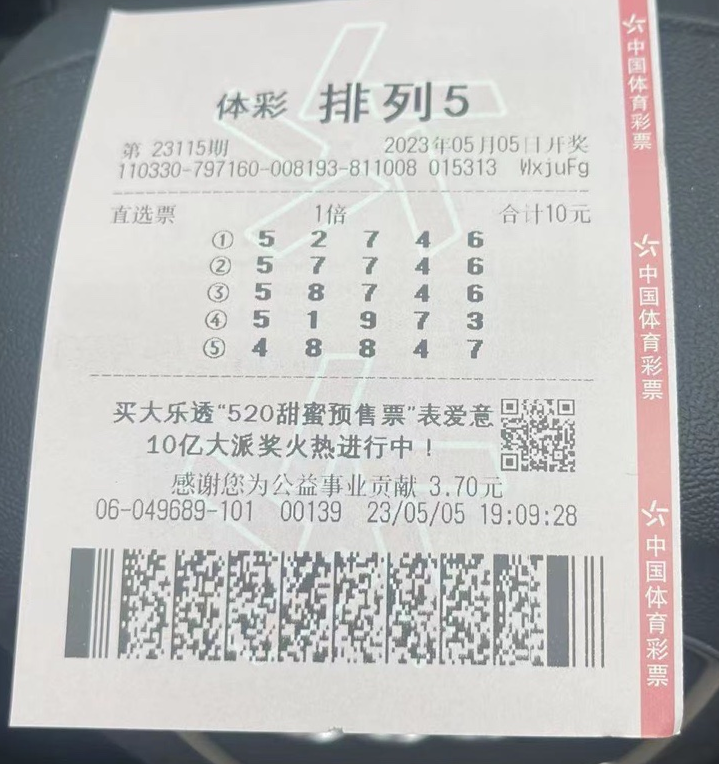 体彩 排列5
第 23115期 2023年05月05日开奖
110330-797160-008193-811008 015313 WxjuFg
直选票 1倍 合计10元
① 5 2 7 4 6
② 5 7 7 4 6
③ 5 8 7 4 6
④ 5 1 9 7 3
⑤ 4 8 8 4 7
买大乐透“520甜蜜预售票”表爱意
10亿大派奖火热进行中！
感谢您为公益事业贡献 3.70元
06-049689-101 00139 23/05/05 19:09:28
中国体育彩票
中国体育彩票
中国体育彩票